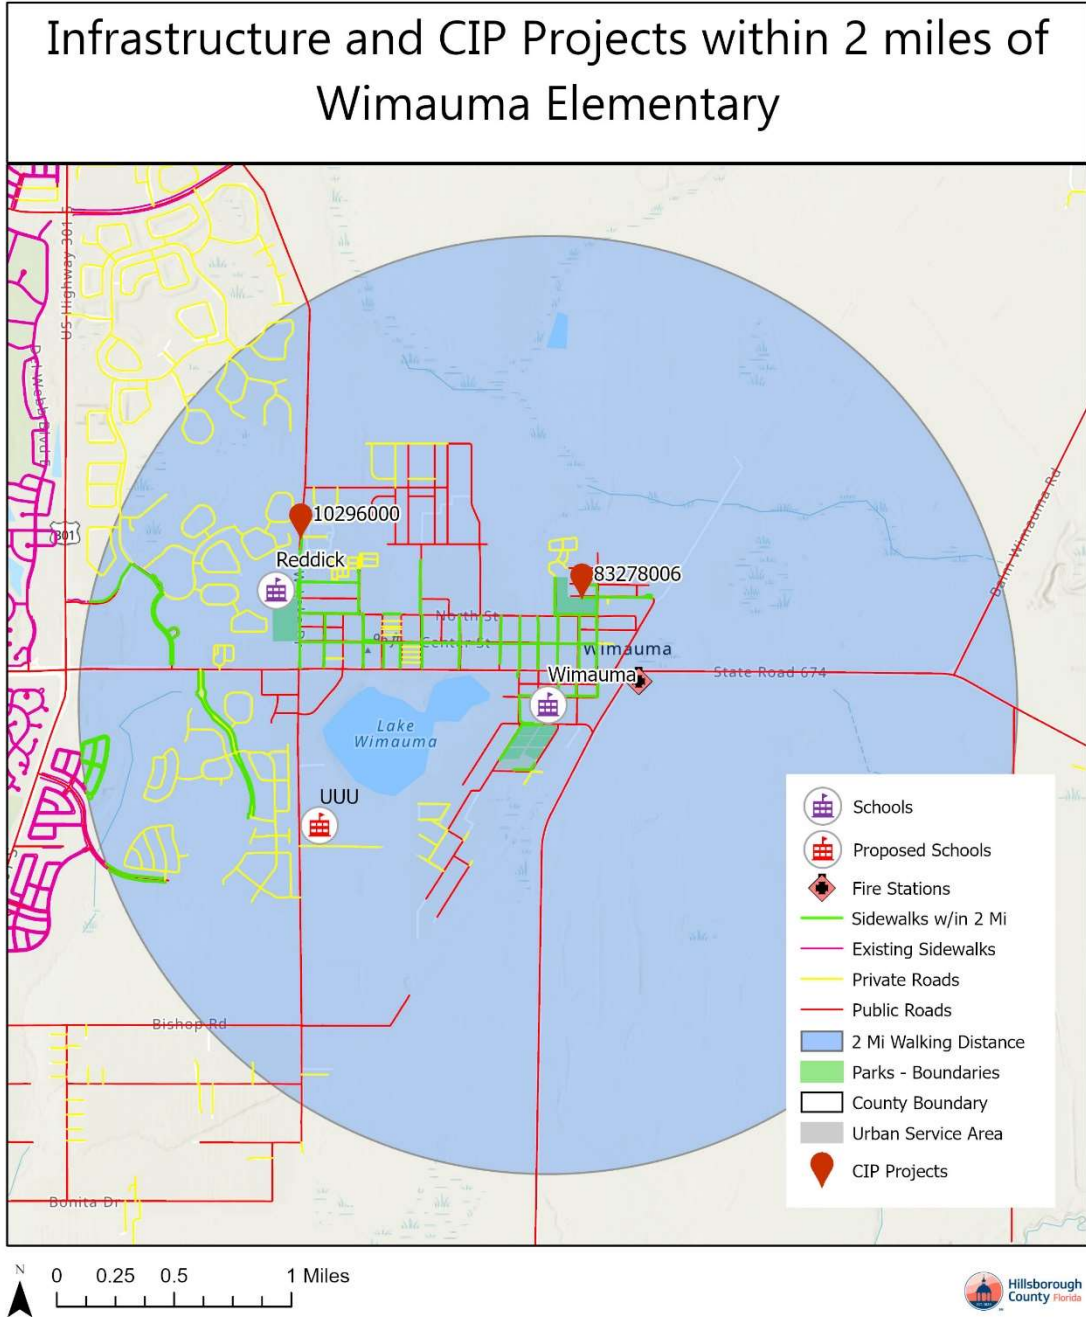 Infrastructure and CIP Projects within 2 miles of
Wimauma Elementary
US Highway 301 S
Del Webb Blvd
301
10296000
Reddick
83278006
North St
Center St
Wimauma
State Road 674
Balm Wimauma Rd
Wimauma
Lake
Wimauma
UUU
Bishop Rd
Bonita Dr
Schools
Proposed Schools
Fire Stations
Sidewalks w/in 2 Mi
Existing Sidewalks
Private Roads
Public Roads
2 Mi Walking Distance
Parks - Boundaries
County Boundary
Urban Service Area
CIP Projects
N
0 0.25 0.5 1 Miles
Hillsborough
County Florida